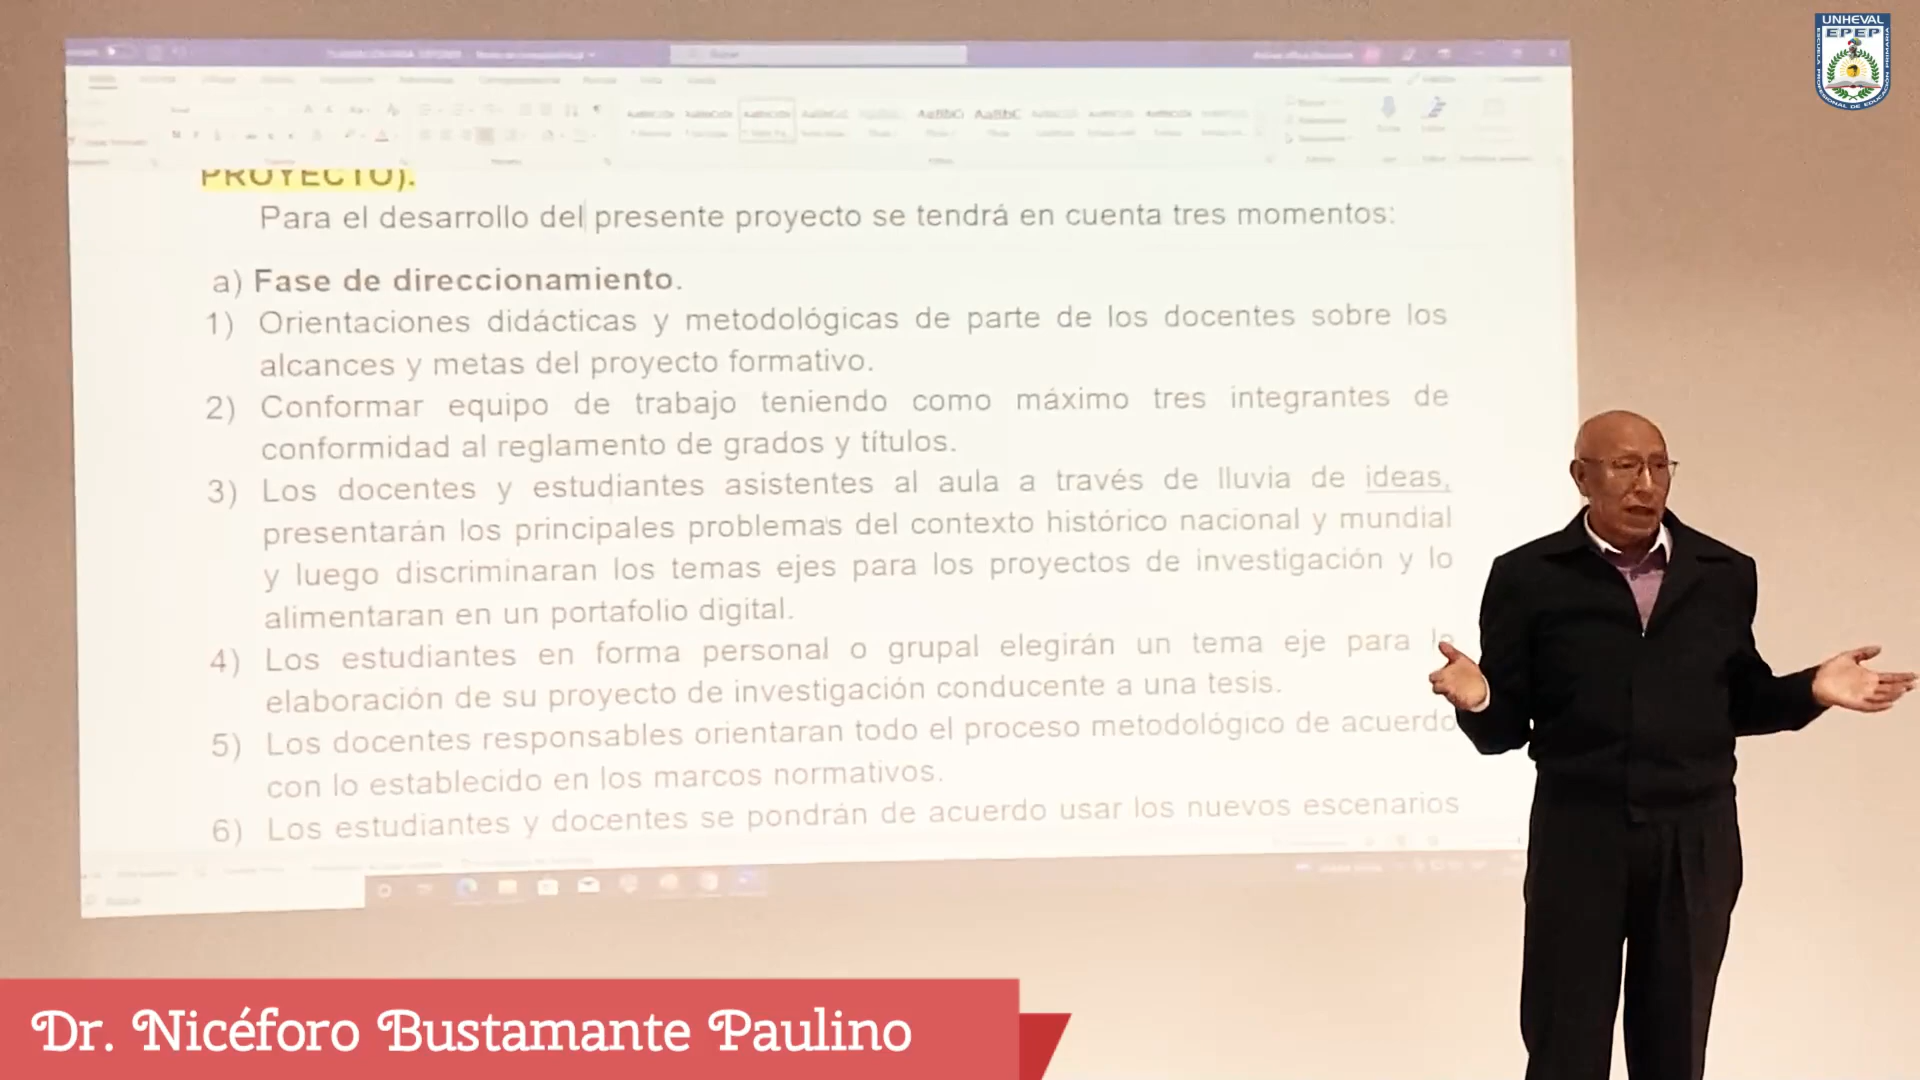 UNHEVAL
EPEP
ESCUELA PROFESIONAL DE EDUCACIÓN PRIMARIA
PROYECTO).
Para el desarrollo del presente proyecto se tendrá en cuenta tres momentos:
a) Fase de direccionamiento.
1) Orientaciones didácticas y metodológicas de parte de los docentes sobre los
alcances y metas del proyecto formativo.
2) Conformar equipo de trabajo teniendo como máximo tres integrantes de
conformidad al reglamento de grados y títulos.
3) Los docentes y estudiantes asistentes al aula a través de lluvia de ideas,
presentarán los principales problemas del contexto histórico nacional y mundial
y luego discriminaran los temas ejes para los proyectos de investigación y lo
alimentaran en un portafolio digital.
4) Los estudiantes en forma personal o grupal elegirán un tema eje para
elaboración de su proyecto de investigación conducente a una tesis.
5) Los docentes responsables orientaran todo el proceso metodológico de acuerdo
con lo establecido en los marcos normativos.
6) Los estudiantes y docentes se pondrán de acuerdo usar los nuevos escenarios
Dr. Nicéforo Bustamante Paulino